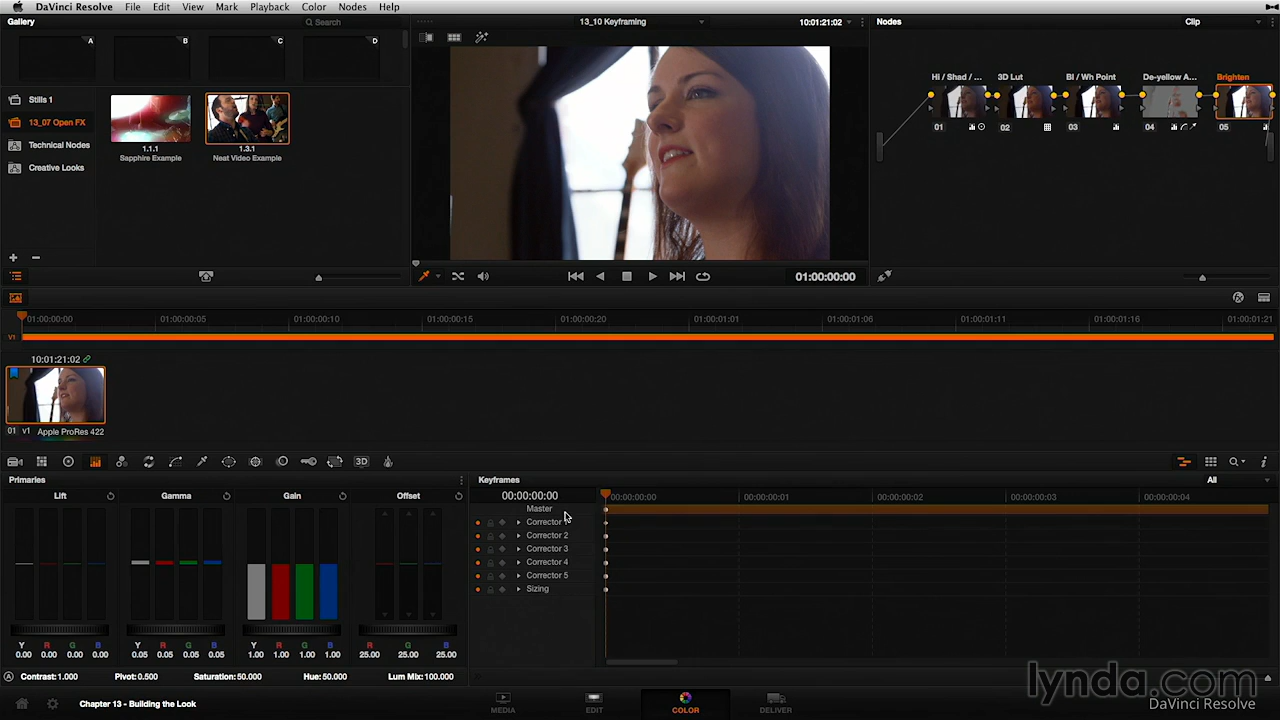 DaVinci Resolve File Edit View Mark Playback Color Nodes Help
Gallery Search 13_10 Keyframing 10:01:21:02 Nodes Clip
A B C D
Hi / Shad / ... 3D Lut Bl / Wh Point De-yellow A... Brighten
Stills 1
13_07 Open FX
01 02 03 04 05
Technical Nodes
1.1.1 1.3.1
Sapphire Example Neat Video Example
Creative Looks
01:00:00:00
01:00:00:00 01:00:00:05 01:00:00:10 01:00:00:15 01:00:00:20 01:00:01:01 01:00:01:06 01:00:01:11 01:00:01:16 01:00:01:21
V1
10:01:21:02
01 v1 Apple ProRes 422
3D
Primaries Keyframes All
Lift Gamma Gain Offset
00:00:00:00 00:00:00:00 00:00:00:01 00:00:00:02 00:00:00:03 00:00:00:04
Master
Corrector
Corrector 2
Corrector 3
Corrector 4
Corrector 5
Sizing
Y R G B Y R G B Y R G B R G B
0.00 0.00 0.00 0.00 0.05 0.05 0.05 0.05 1.00 1.00 1.00 1.00 25.00 25.00 25.00
A Contrast:1.000 Pivot:0.500 Saturation:50.000 Hue:50.000 Lum Mix:100.000
lynda.com
Chapter 13 - Building the Look MEDIA EDIT COLOR DELIVER DaVinci Resolve